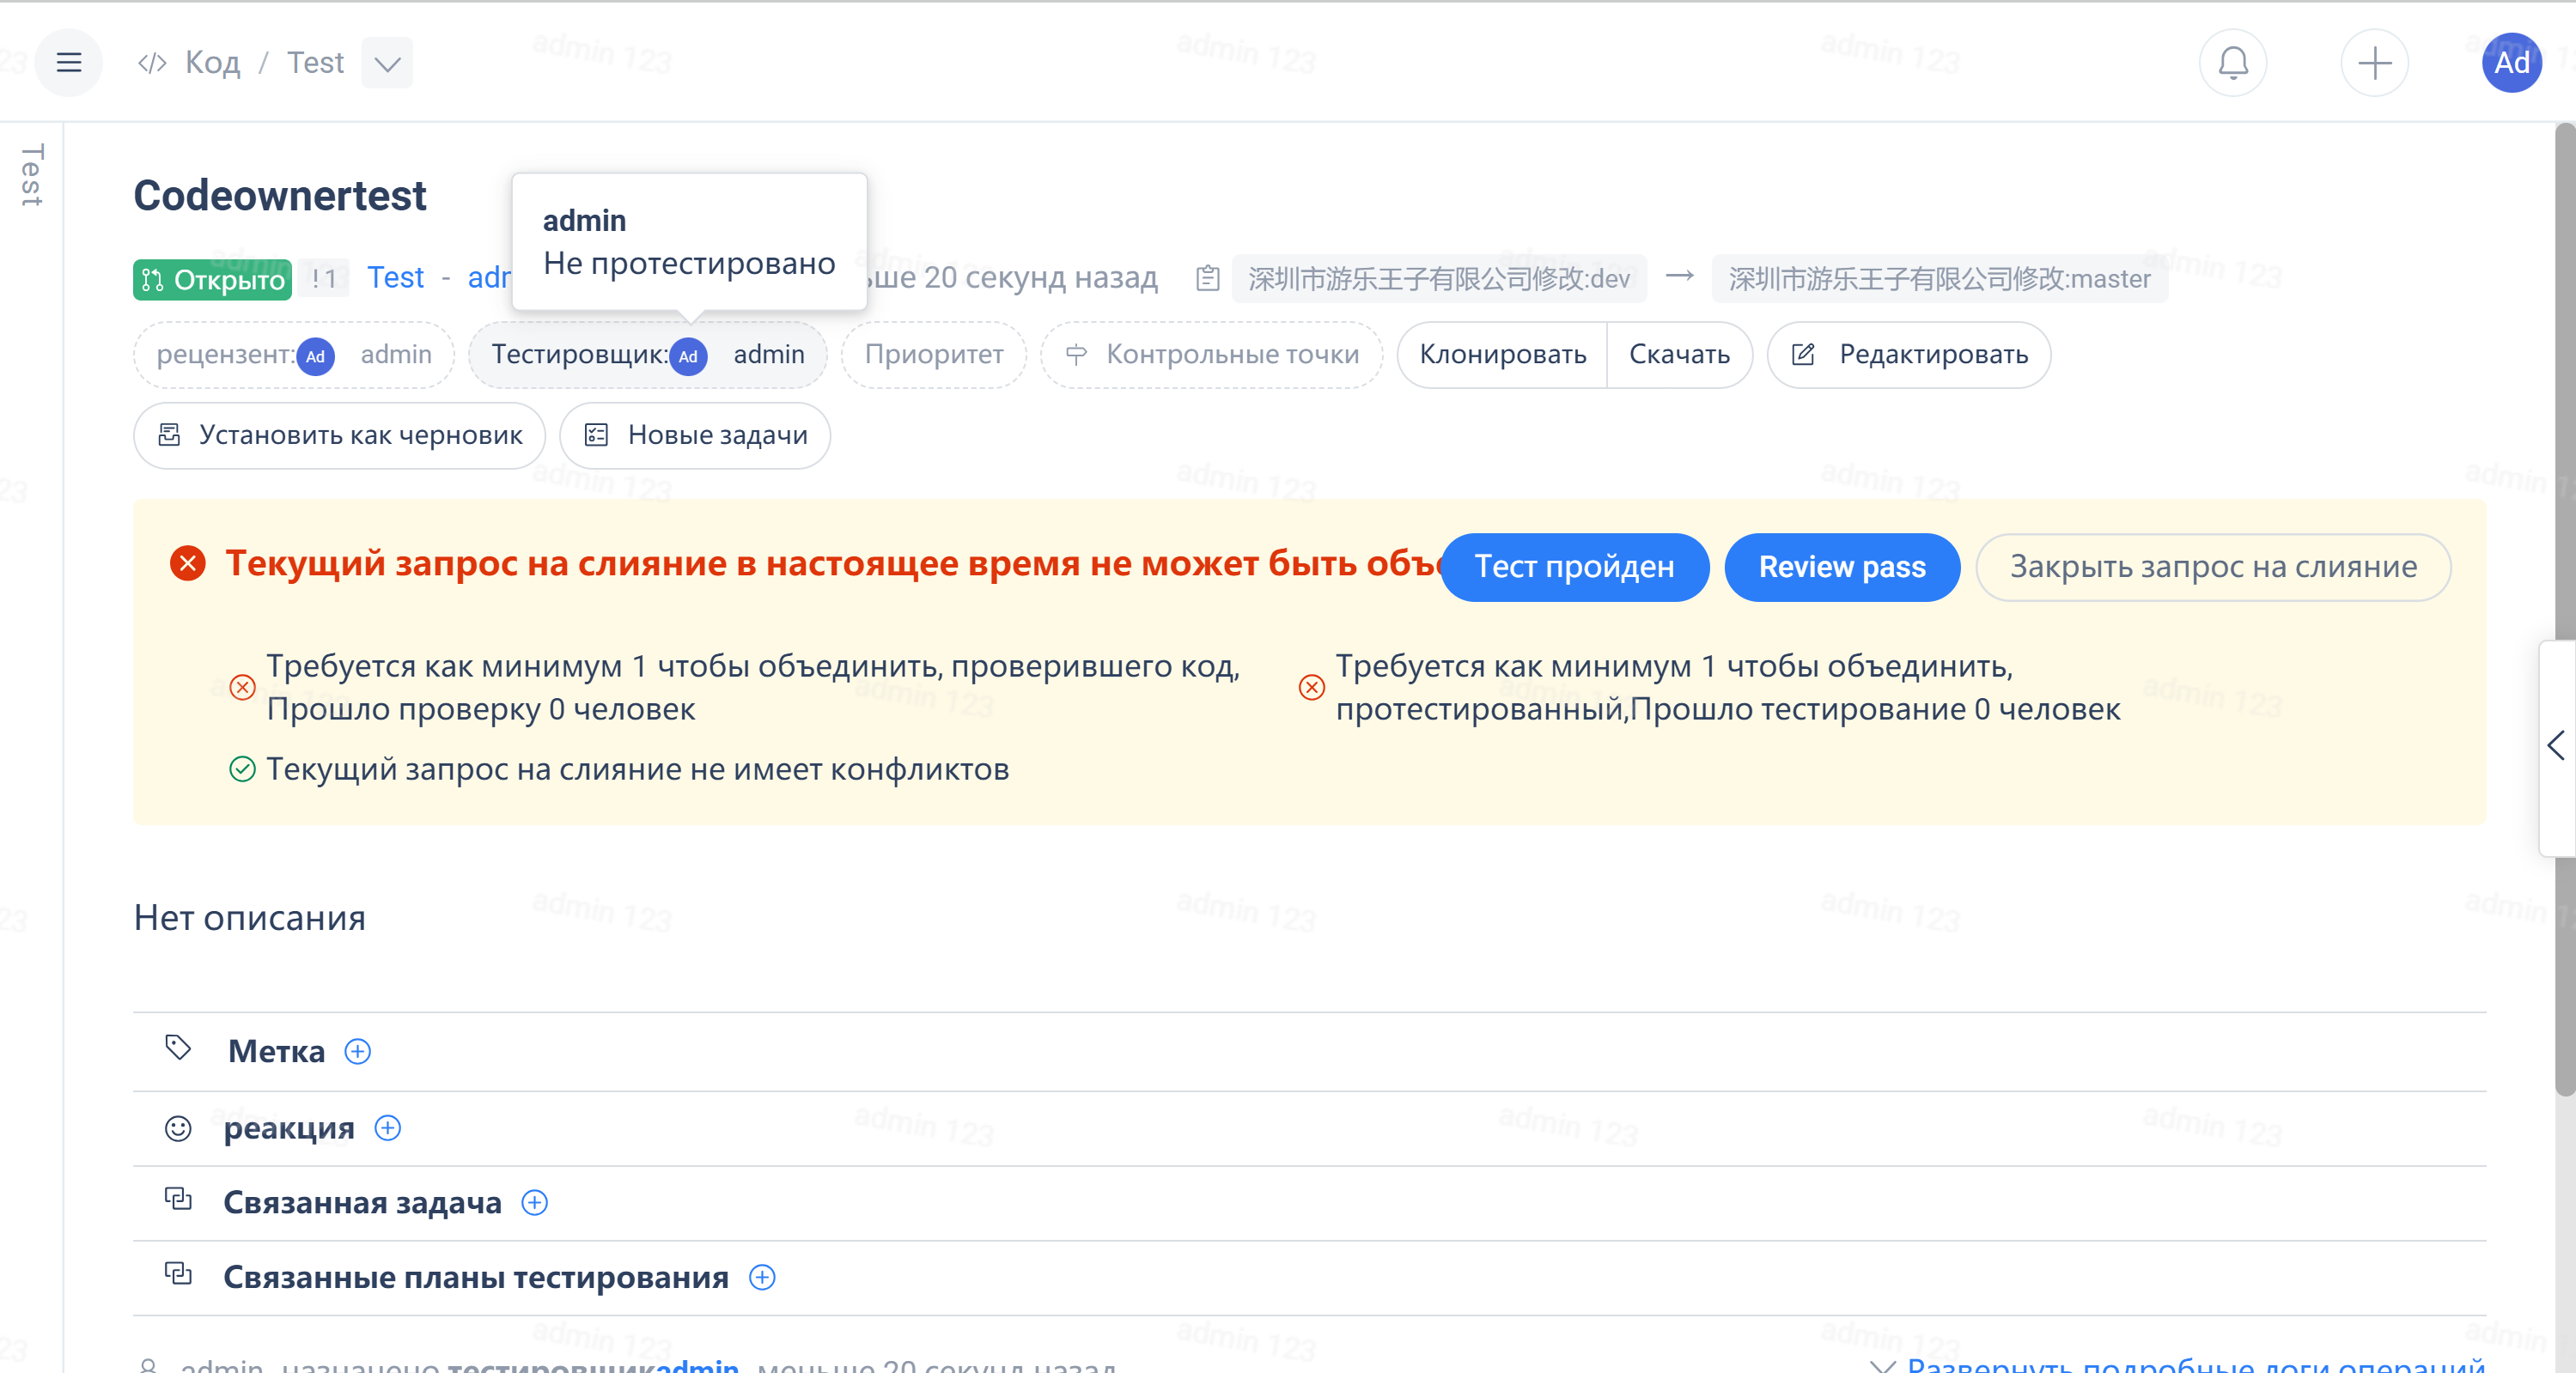 Код / Test
Ad
Test
Codeownertest
admin
Не протестировано
Открыто !1 Test - adm ьше 20 секунд назад 深圳市游乐王子有限公司修改:dev → 深圳市游乐王子有限公司修改:master
рецензент: Ad admin Тестировщик: Ad admin Приоритет Контрольные точки Клонировать Скачать Редактировать
Установить как черновик Новые задачи
Текущий запрос на слияние в настоящее время не может быть объе Тест пройден Review pass Закрыть запрос на слияние
Требуется как минимум 1 чтобы объединить, проверившего код,
Прошло проверку 0 человек
Требуется как минимум 1 чтобы объединить,
протестированный,Прошло тестирование 0 человек
Текущий запрос на слияние не имеет конфликтов
Нет описания
Метка
реакция
Связанная задача
Связанные планы тестирования
admin назначено тестировщикadmin меньше 20 секунд назад
Развернуть подробные логи операций
admin 123